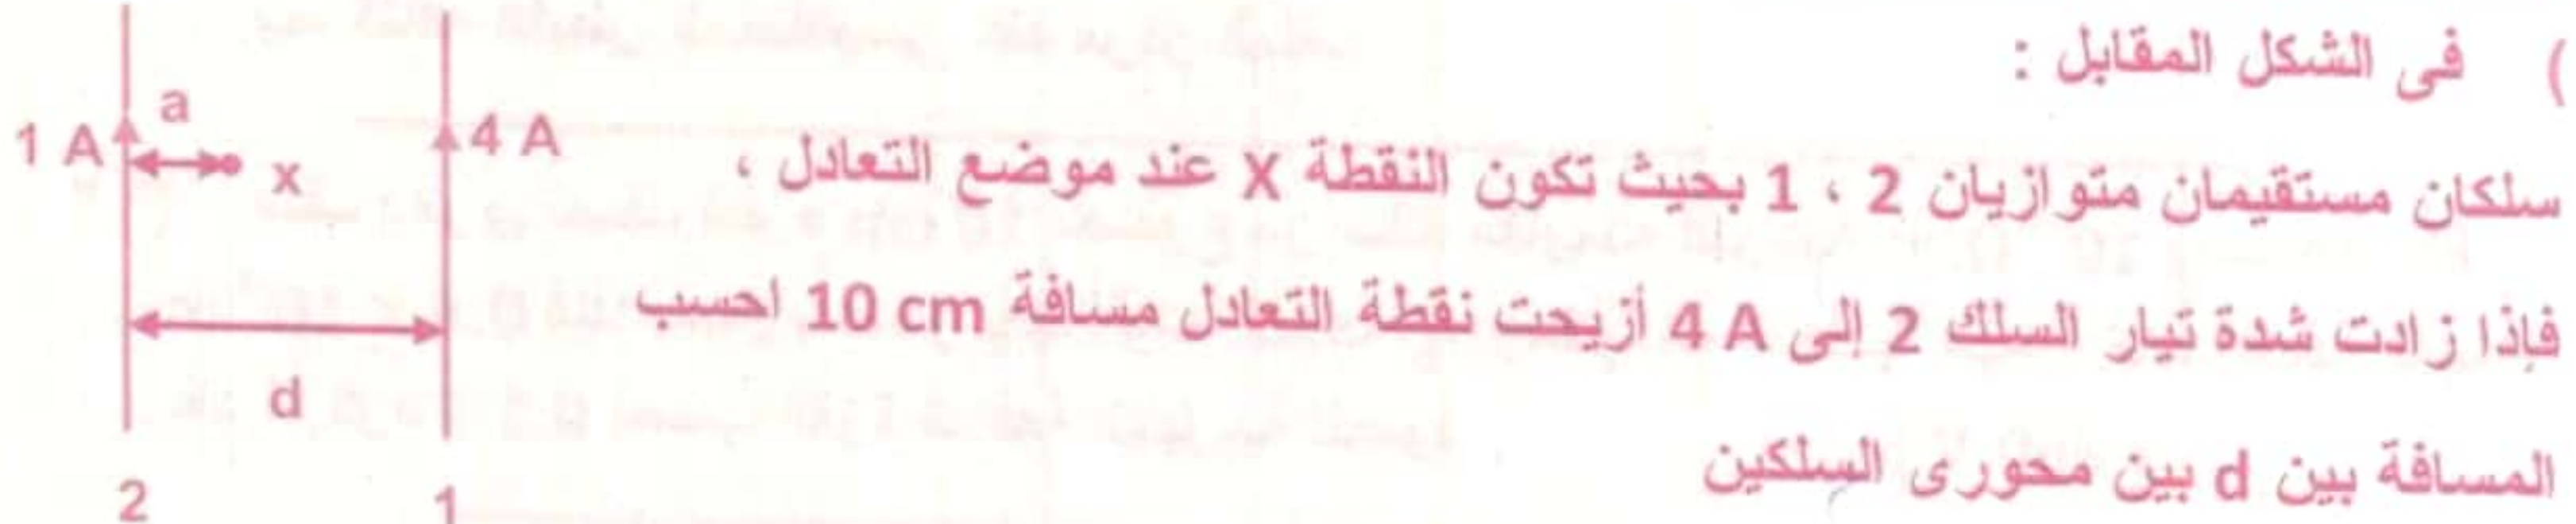 ) فى الشكل المقابل :
سلكان مستقيمان متوازيان 2 ، 1 بحيث تكون النقطة X عند موضع التعادل ،
فإذا زادت شدة تيار السلك 2 إلى 4 A أزيحت نقطة التعادل مسافة 10 cm احسب
المسافة بين d بين محورى السلكين
1 A
a
x
4 A
d
2
1